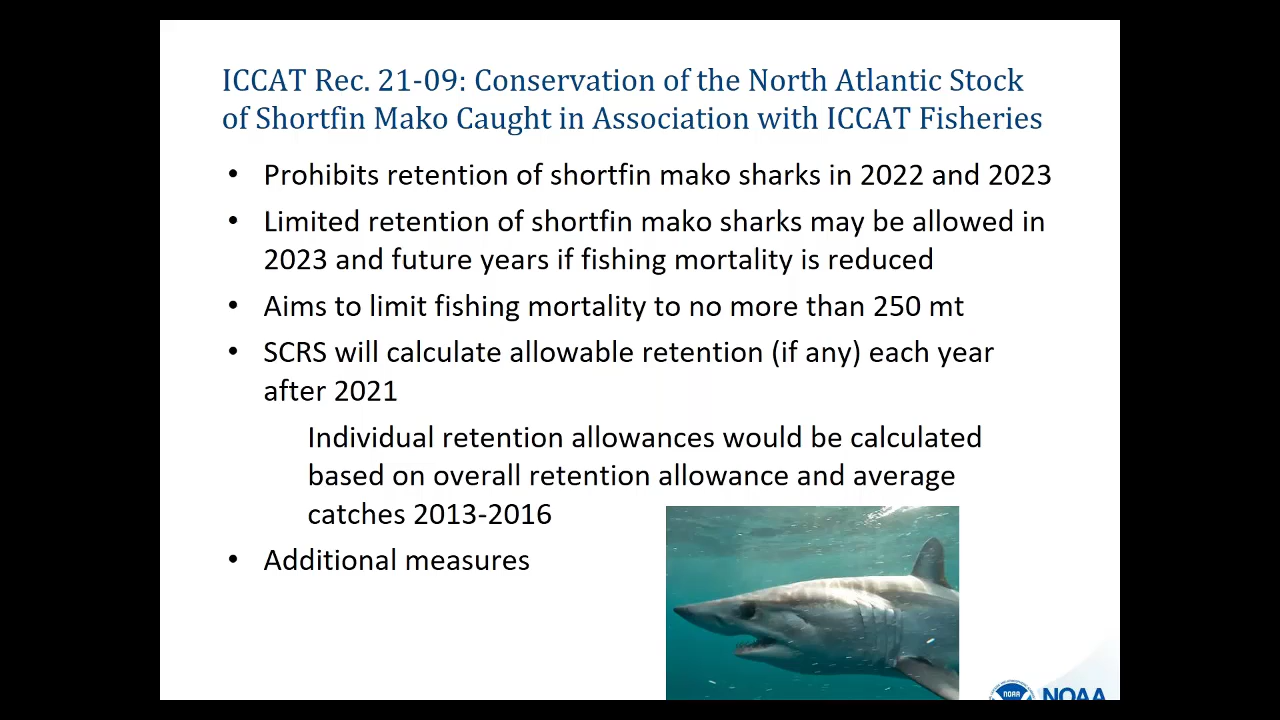 ICCAT Rec. 21-09: Conservation of the North Atlantic Stock
of Shortfin Mako Caught in Association with ICCAT Fisheries
• Prohibits retention of shortfin mako sharks in 2022 and 2023
• Limited retention of shortfin mako sharks may be allowed in
2023 and future years if fishing mortality is reduced
• Aims to limit fishing mortality to no more than 250 mt
• SCRS will calculate allowable retention (if any) each year
after 2021
Individual retention allowances would be calculated
based on overall retention allowance and average
catches 2013-2016
• Additional measures
NOAA
NOAA